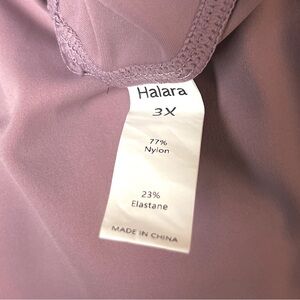 Halara
3X
77%
Nylon
23%
Elastane
MADE IN CHINA